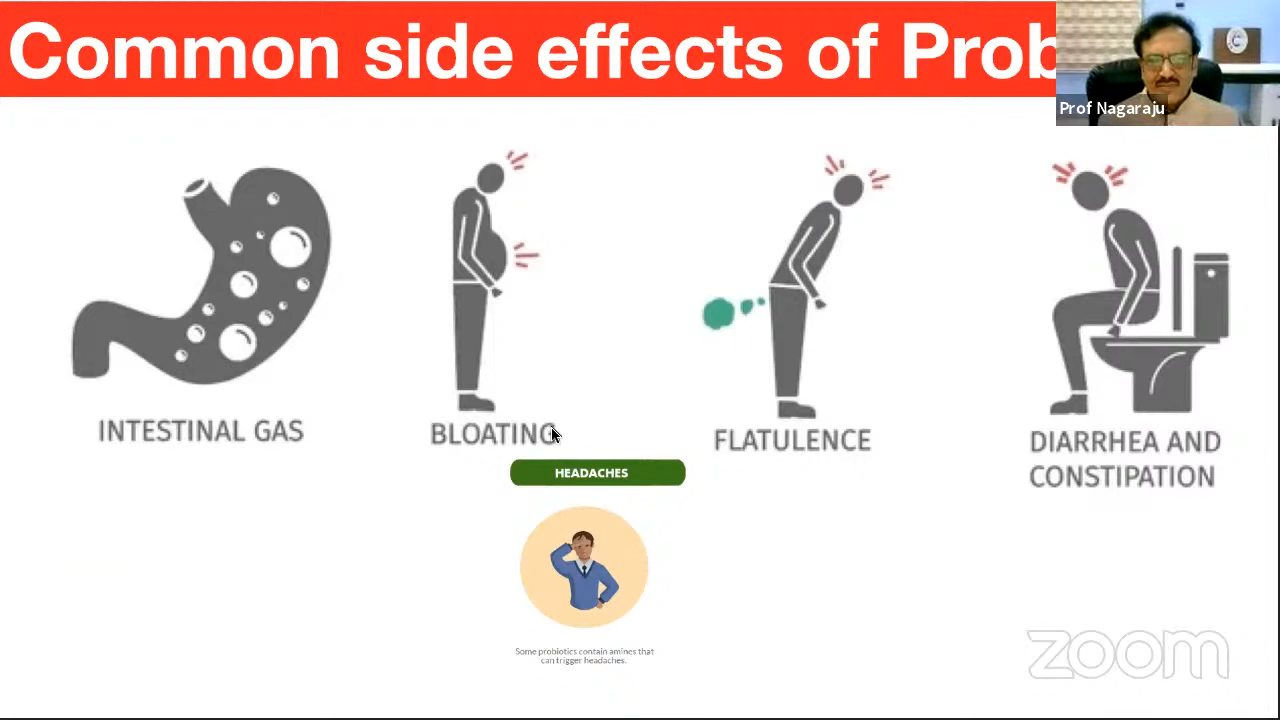 Common side effects of Prob
Prof Nagaraju
INTESTINAL GAS
BLOATING
FLATULENCE
DIARRHEA AND
CONSTIPATION
HEADACHES
Some probiotics contain amines that
can trigger headaches.
zoom